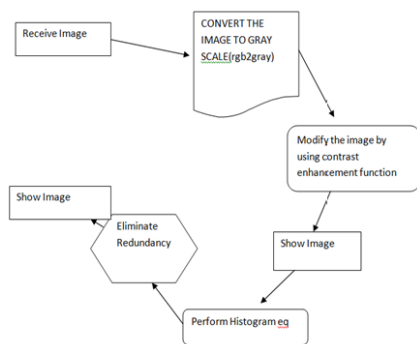 Receive Image
CONVERT THE
IMAGE TO GRAY
SCALE(rgb2gray)
Modify the image by
using contrast
enhancement function
Show Image
Perform Histogram eq
Eliminate
Redundancy
Show Image